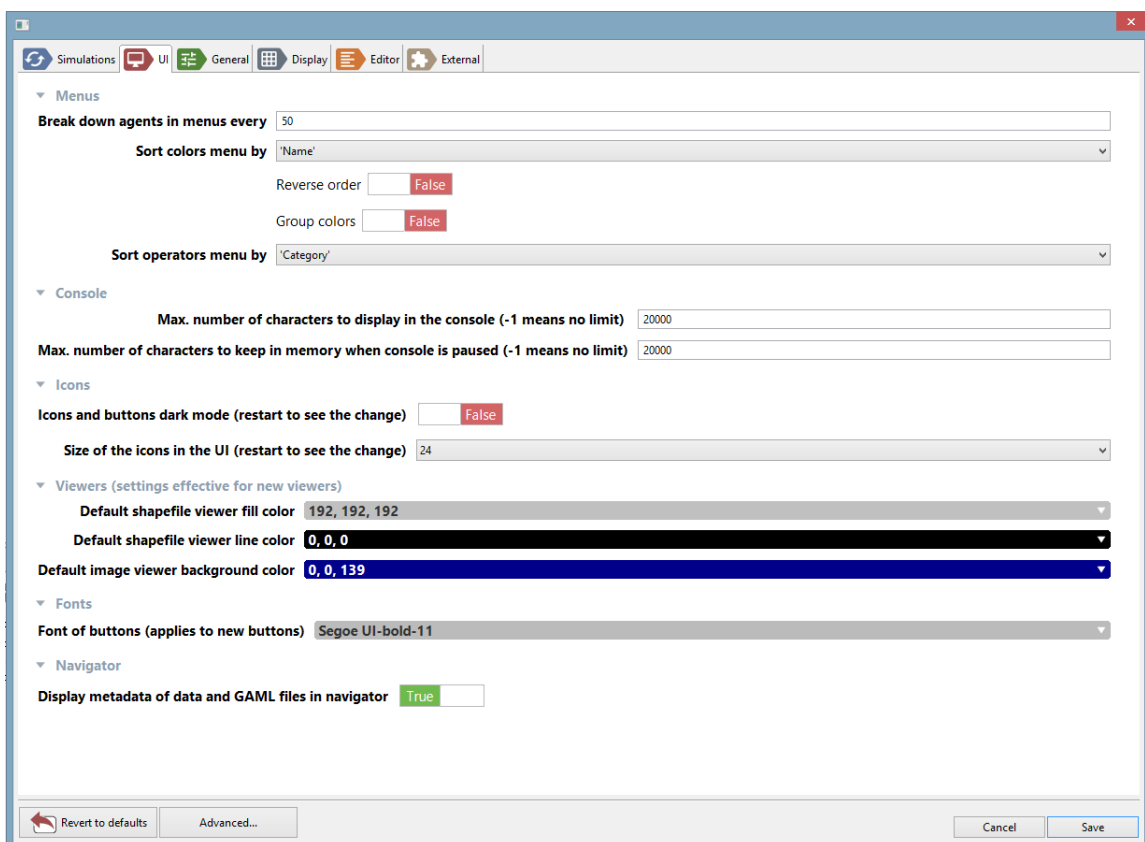 Simulations UI General Display Editor External
Menus
Break down agents in menus every 50
Sort colors menu by 'Name'
Reverse order False
Group colors False
Sort operators menu by 'Category'
Console
Max. number of characters to display in the console (-1 means no limit) 20000
Max. number of characters to keep in memory when console is paused (-1 means no limit) 20000
Icons
Icons and buttons dark mode (restart to see the change) False
Size of the icons in the UI (restart to see the change) 24
Viewers (settings effective for new viewers)
Default shapefile viewer fill color 192, 192, 192
Default shapefile viewer line color 0, 0, 0
Default image viewer background color 0, 0, 139
Fonts
Font of buttons (applies to new buttons) Segoe UI-bold-11
Navigator
Display metadata of data and GAML files in navigator True
Revert to defaults Advanced... Cancel Save